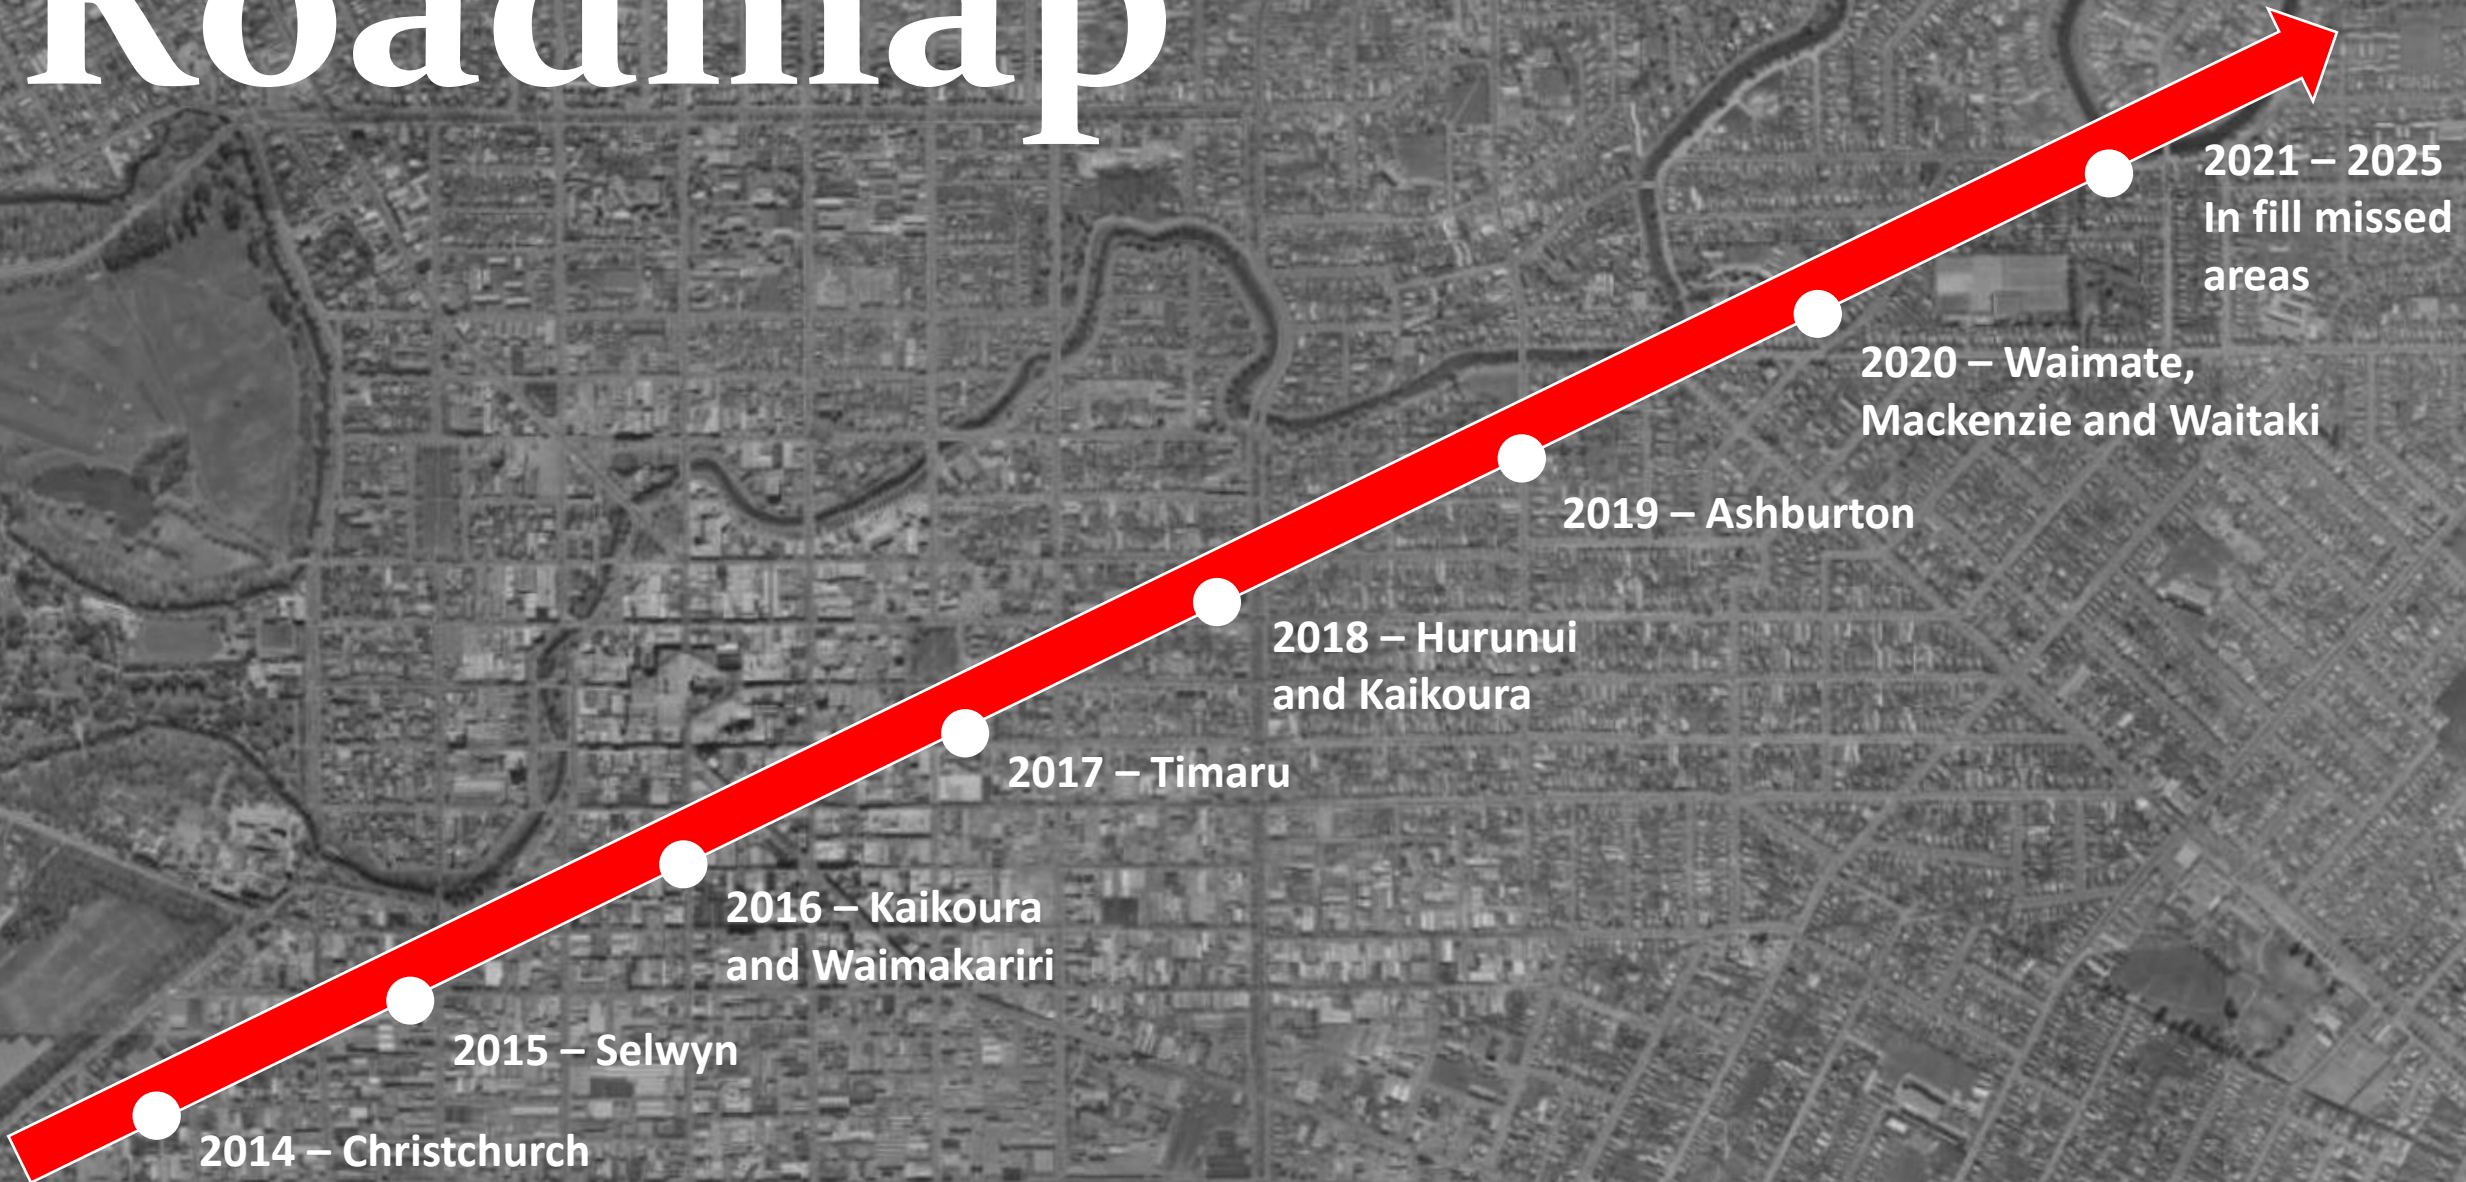 Roadmap
2021 – 2025
In fill missed
areas
2020 – Waimate,
Mackenzie and Waitaki
2019 – Ashburton
2018 – Hurunui
and Kaikoura
2017 – Timaru
2016 – Kaikoura
and Waimakariri
2015 – Selwyn
2014 – Christchurch